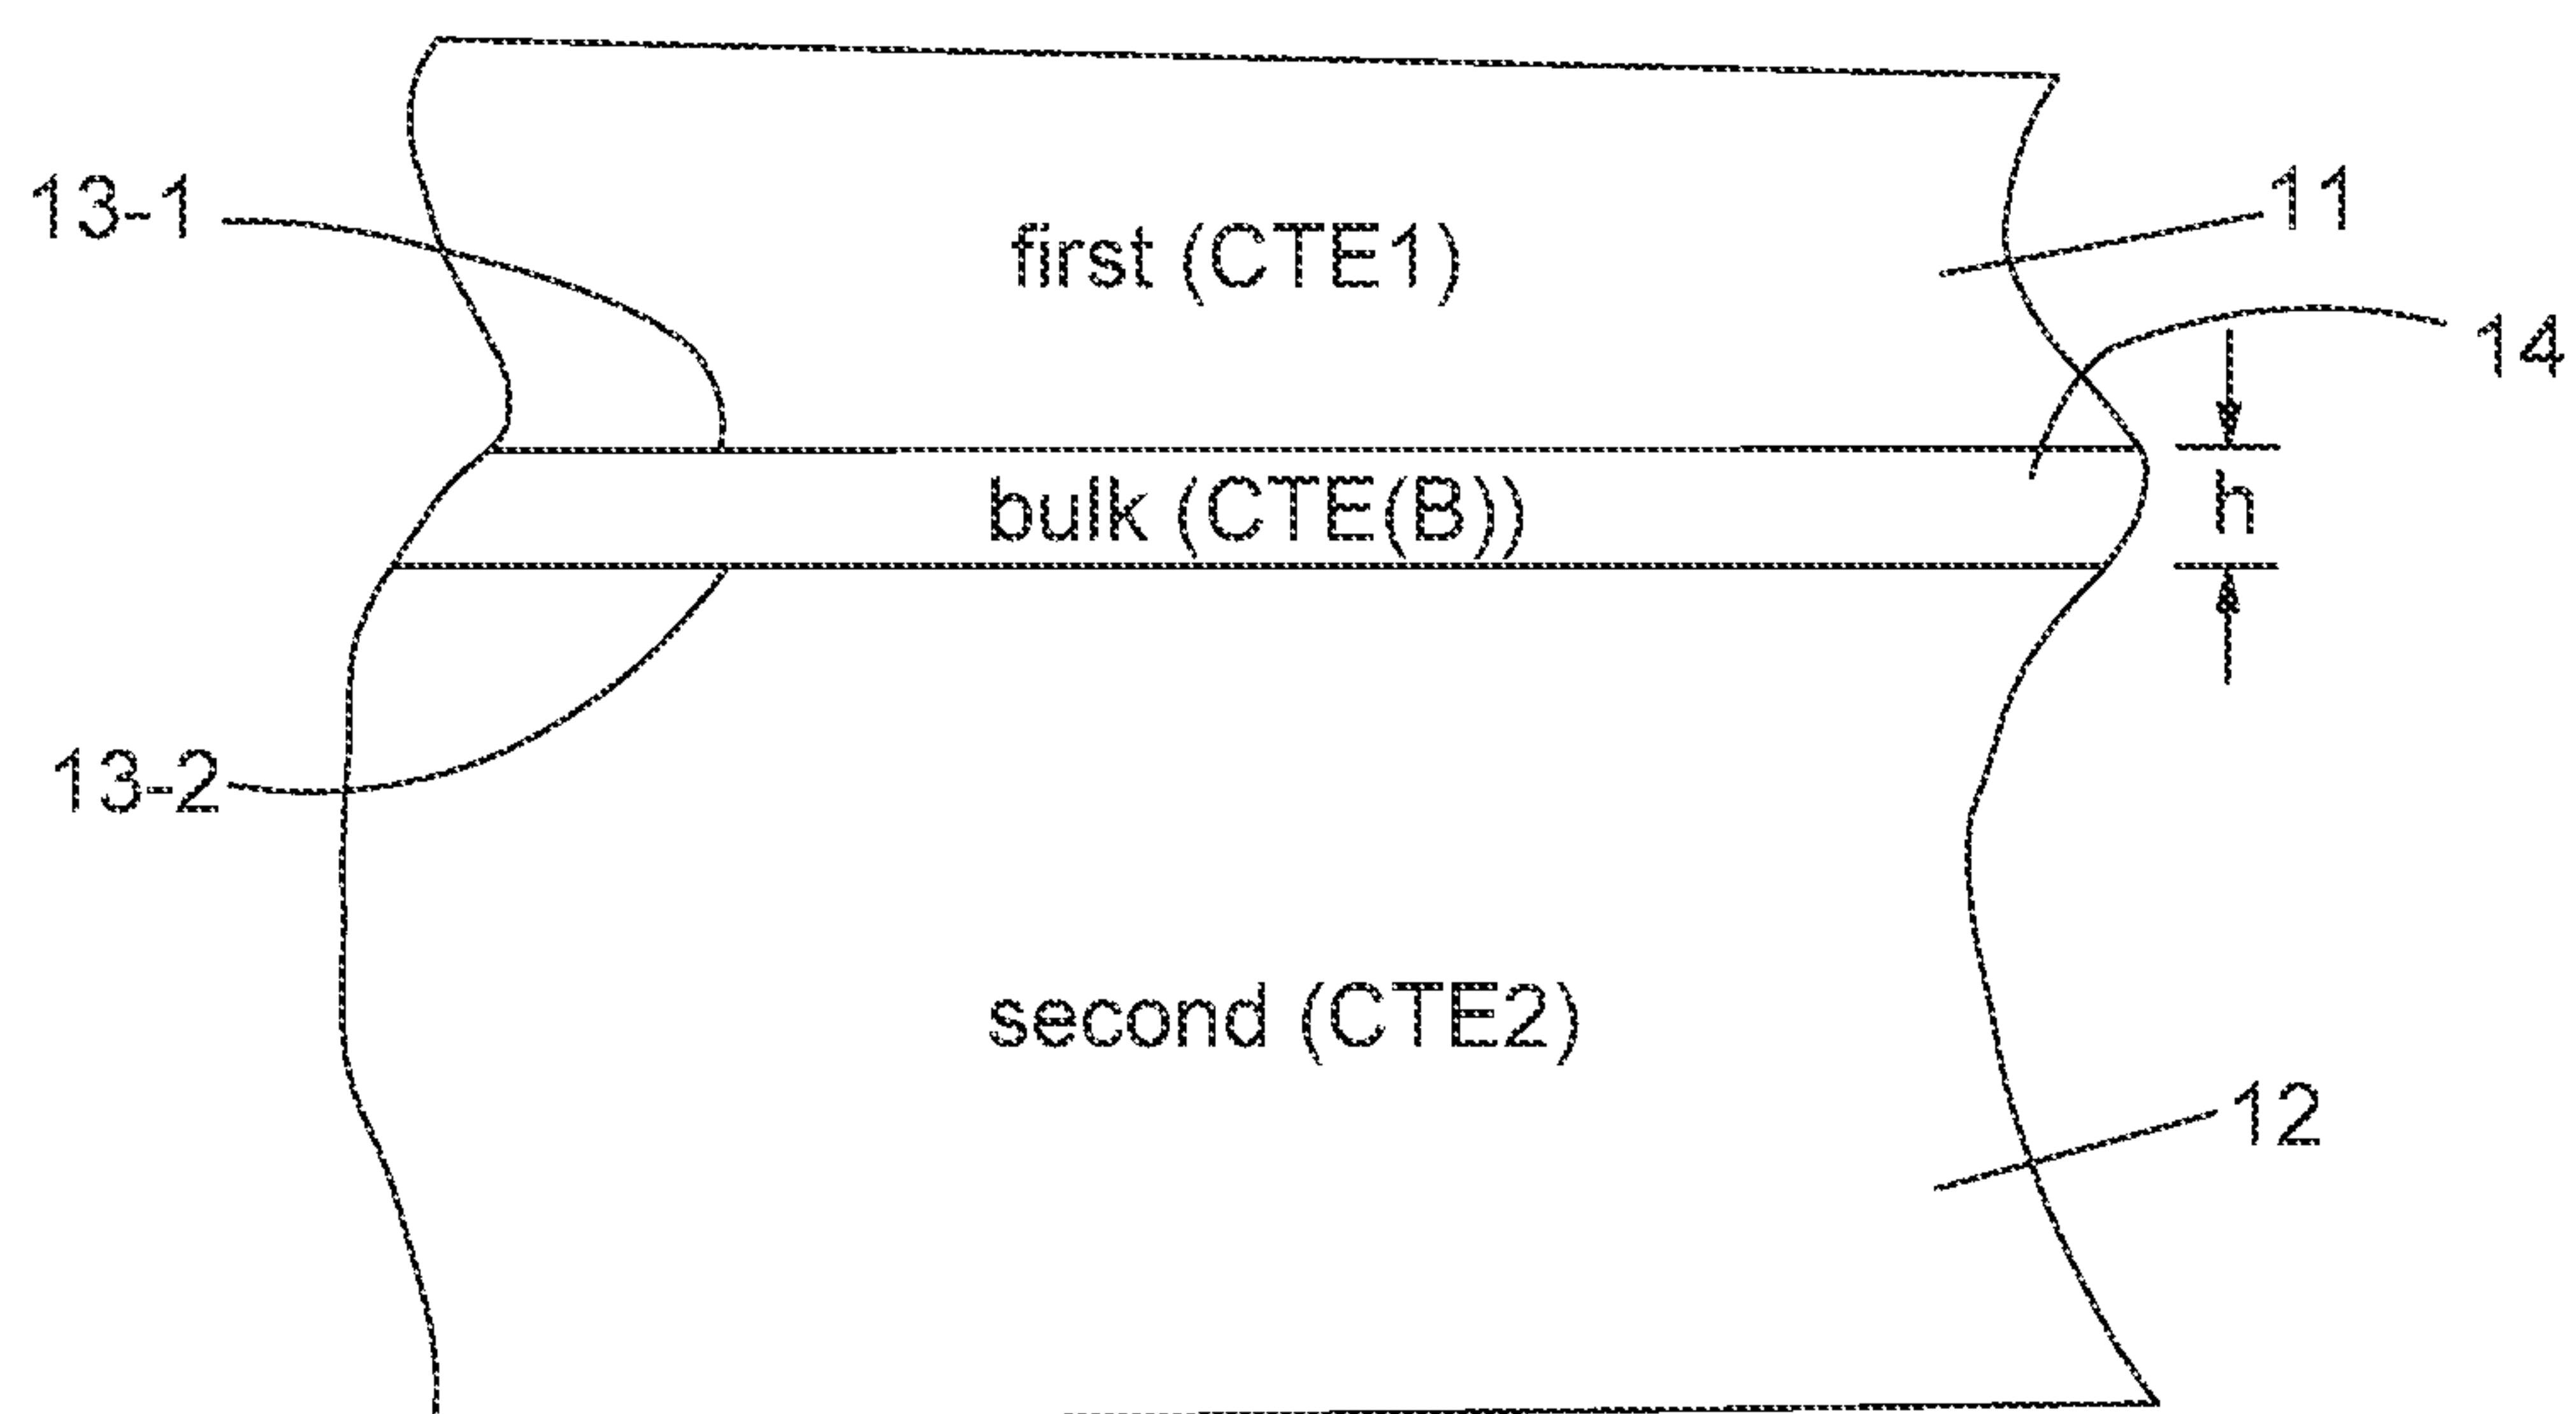 13-1
first (CTE1)
11
14
bulk (CTE(B))
h
13-2
second (CTE2)
12